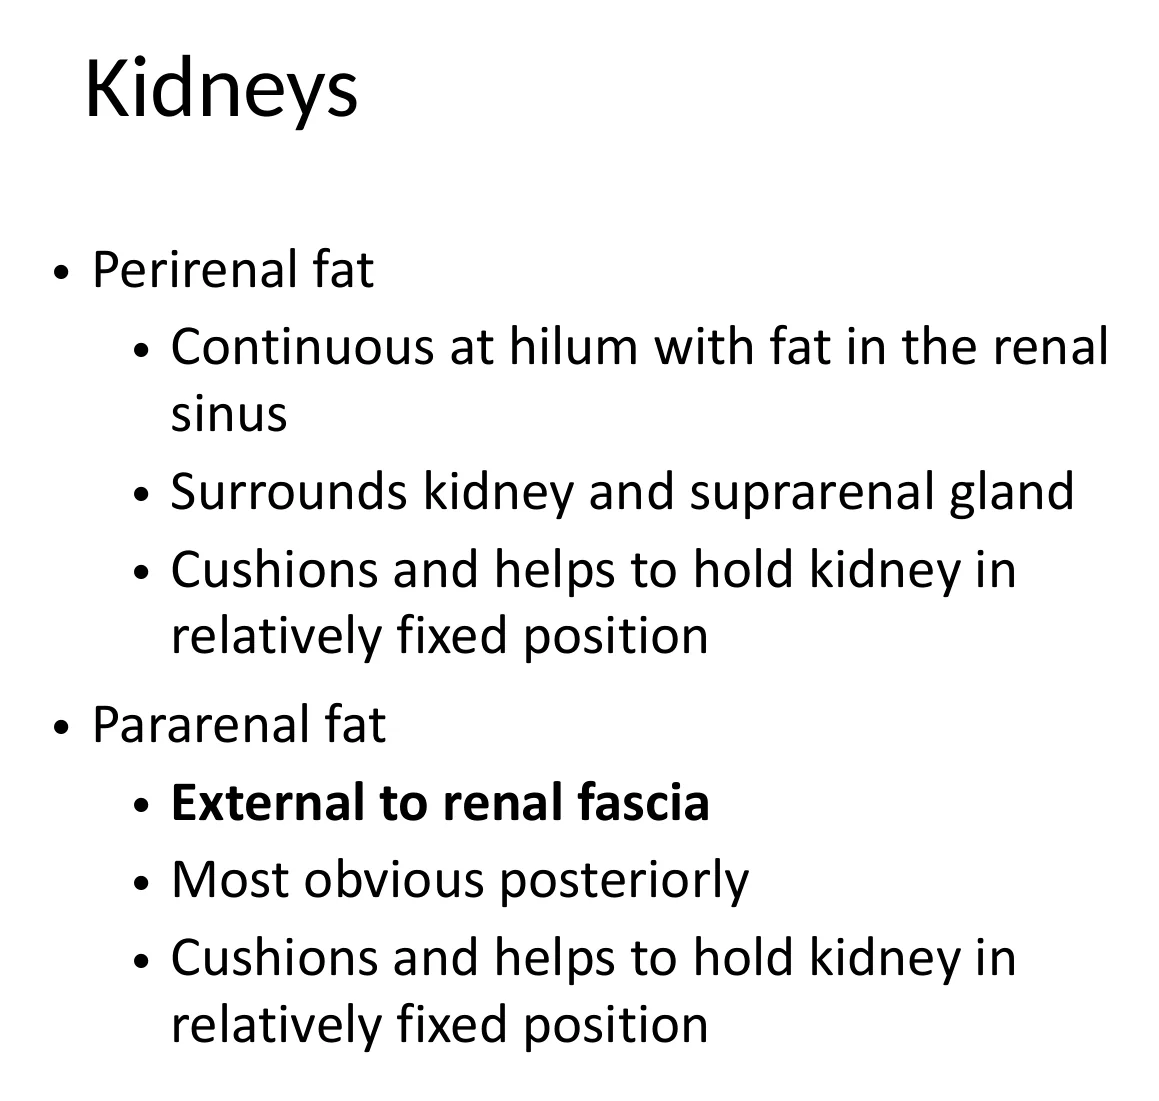 Kidneys
• Perirenal fat
• Continuous at hilum with fat in the renal
sinus
• Surrounds kidney and suprarenal gland
• Cushions and helps to hold kidney in
relatively fixed position
• Pararenal fat
• External to renal fascia
• Most obvious posteriorly
• Cushions and helps to hold kidney in
relatively fixed position